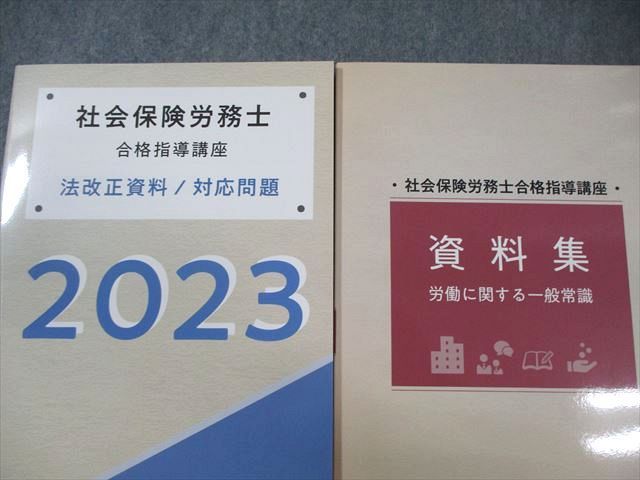 社会保険労務士
合格指導講座
法改正資料/対応問題
2023
・社会保険労務士合格指導講座・
資料集
労働に関する一般常識